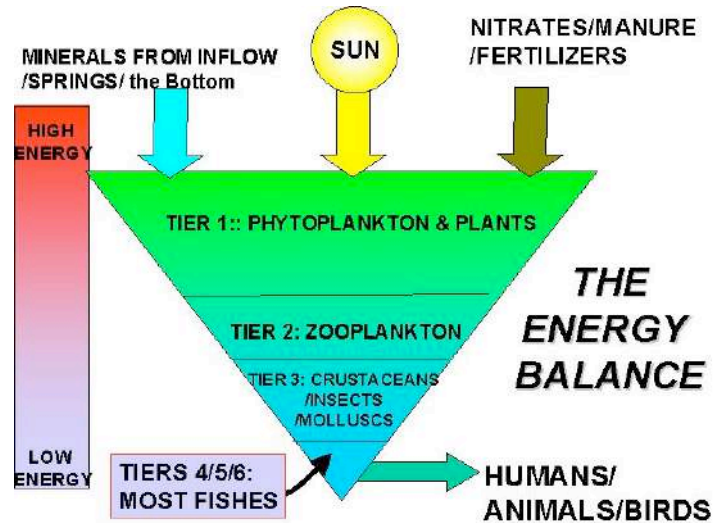 MINERALS FROM INFLOW
/SPRINGS/ the Bottom
SUN
NITRATES/MANURE
/FERTILIZERS
HIGH
ENERGY
TIER 1:: PHYTOPLANKTON & PLANTS
TIER 2: ZOOPLANKTON
TIER 3: CRUSTACEANS
/INSECTS
/MOLLUSCS
THE
ENERGY
BALANCE
LOW
ENERGY
TIERS 4/5/6:
MOST FISHES
HUMANS/
ANIMALS/BIRDS